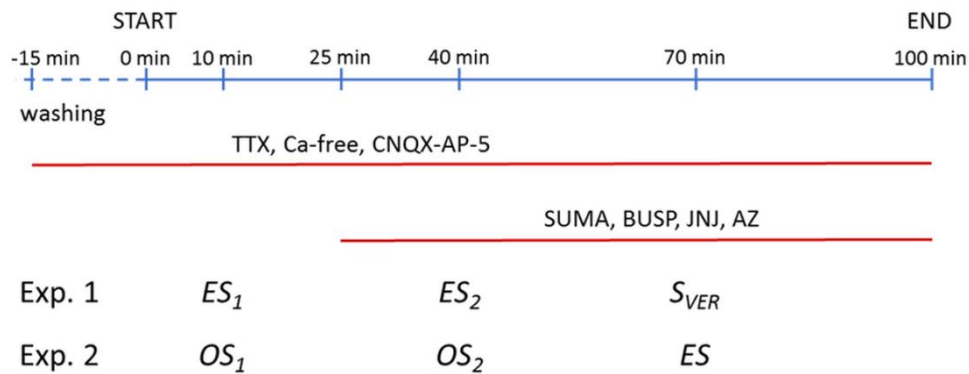 START END
-15 min 0 min 10 min 25 min 40 min 70 min 100 min
washing
TTX, Ca-free, CNQX-AP-5
SUMA, BUSP, JNJ, AZ
Exp. 1 ES1 ES2 SVER
Exp. 2 OS1 OS2 ES